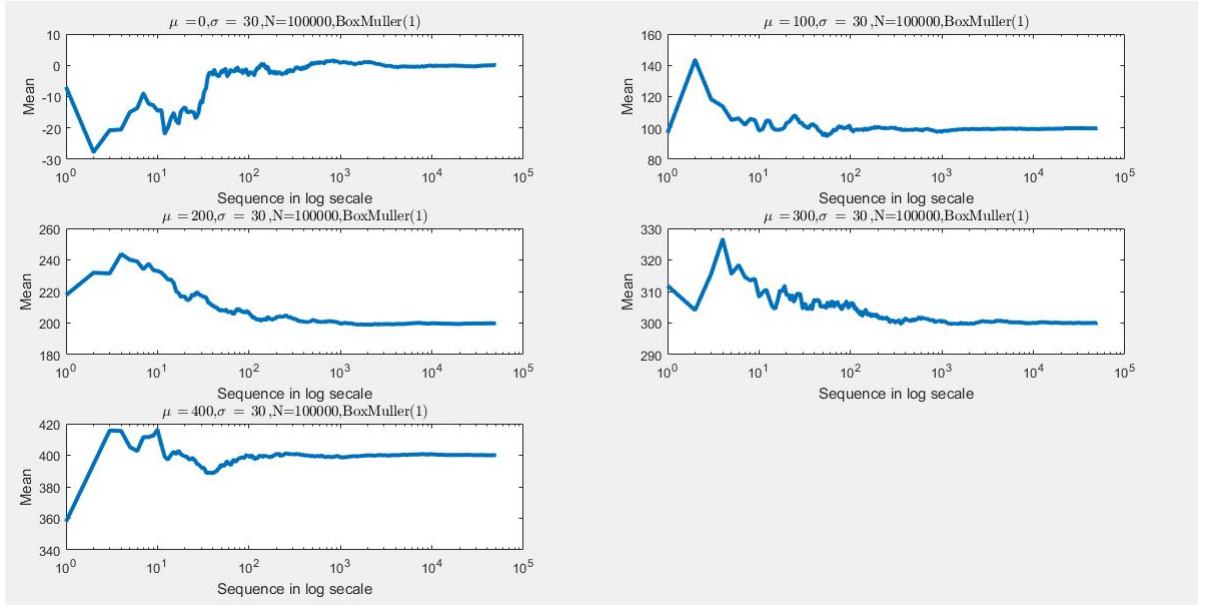 μ = 0,σ = 30 ,N=100000,BoxMuller(1)
10
0
-10
-20
-30
Mean
10^0 10^1 10^2 10^3 10^4 10^5
Sequence in log secale
μ = 100,σ = 30 ,N=100000,BoxMuller(1)
160
140
120
100
80
Mean
10^0 10^1 10^2 10^3 10^4 10^5
Sequence in log secale
μ = 200,σ = 30 ,N=100000,BoxMuller(1)
260
240
220
200
180
Mean
10^0 10^1 10^2 10^3 10^4 10^5
Sequence in log secale
μ = 300,σ = 30 ,N=100000,BoxMuller(1)
330
320
310
300
290
Mean
10^0 10^1 10^2 10^3 10^4 10^5
Sequence in log secale
μ = 400,σ = 30 ,N=100000,BoxMuller(1)
420
400
380
360
340
Mean
10^0 10^1 10^2 10^3 10^4 10^5
Sequence in log secale